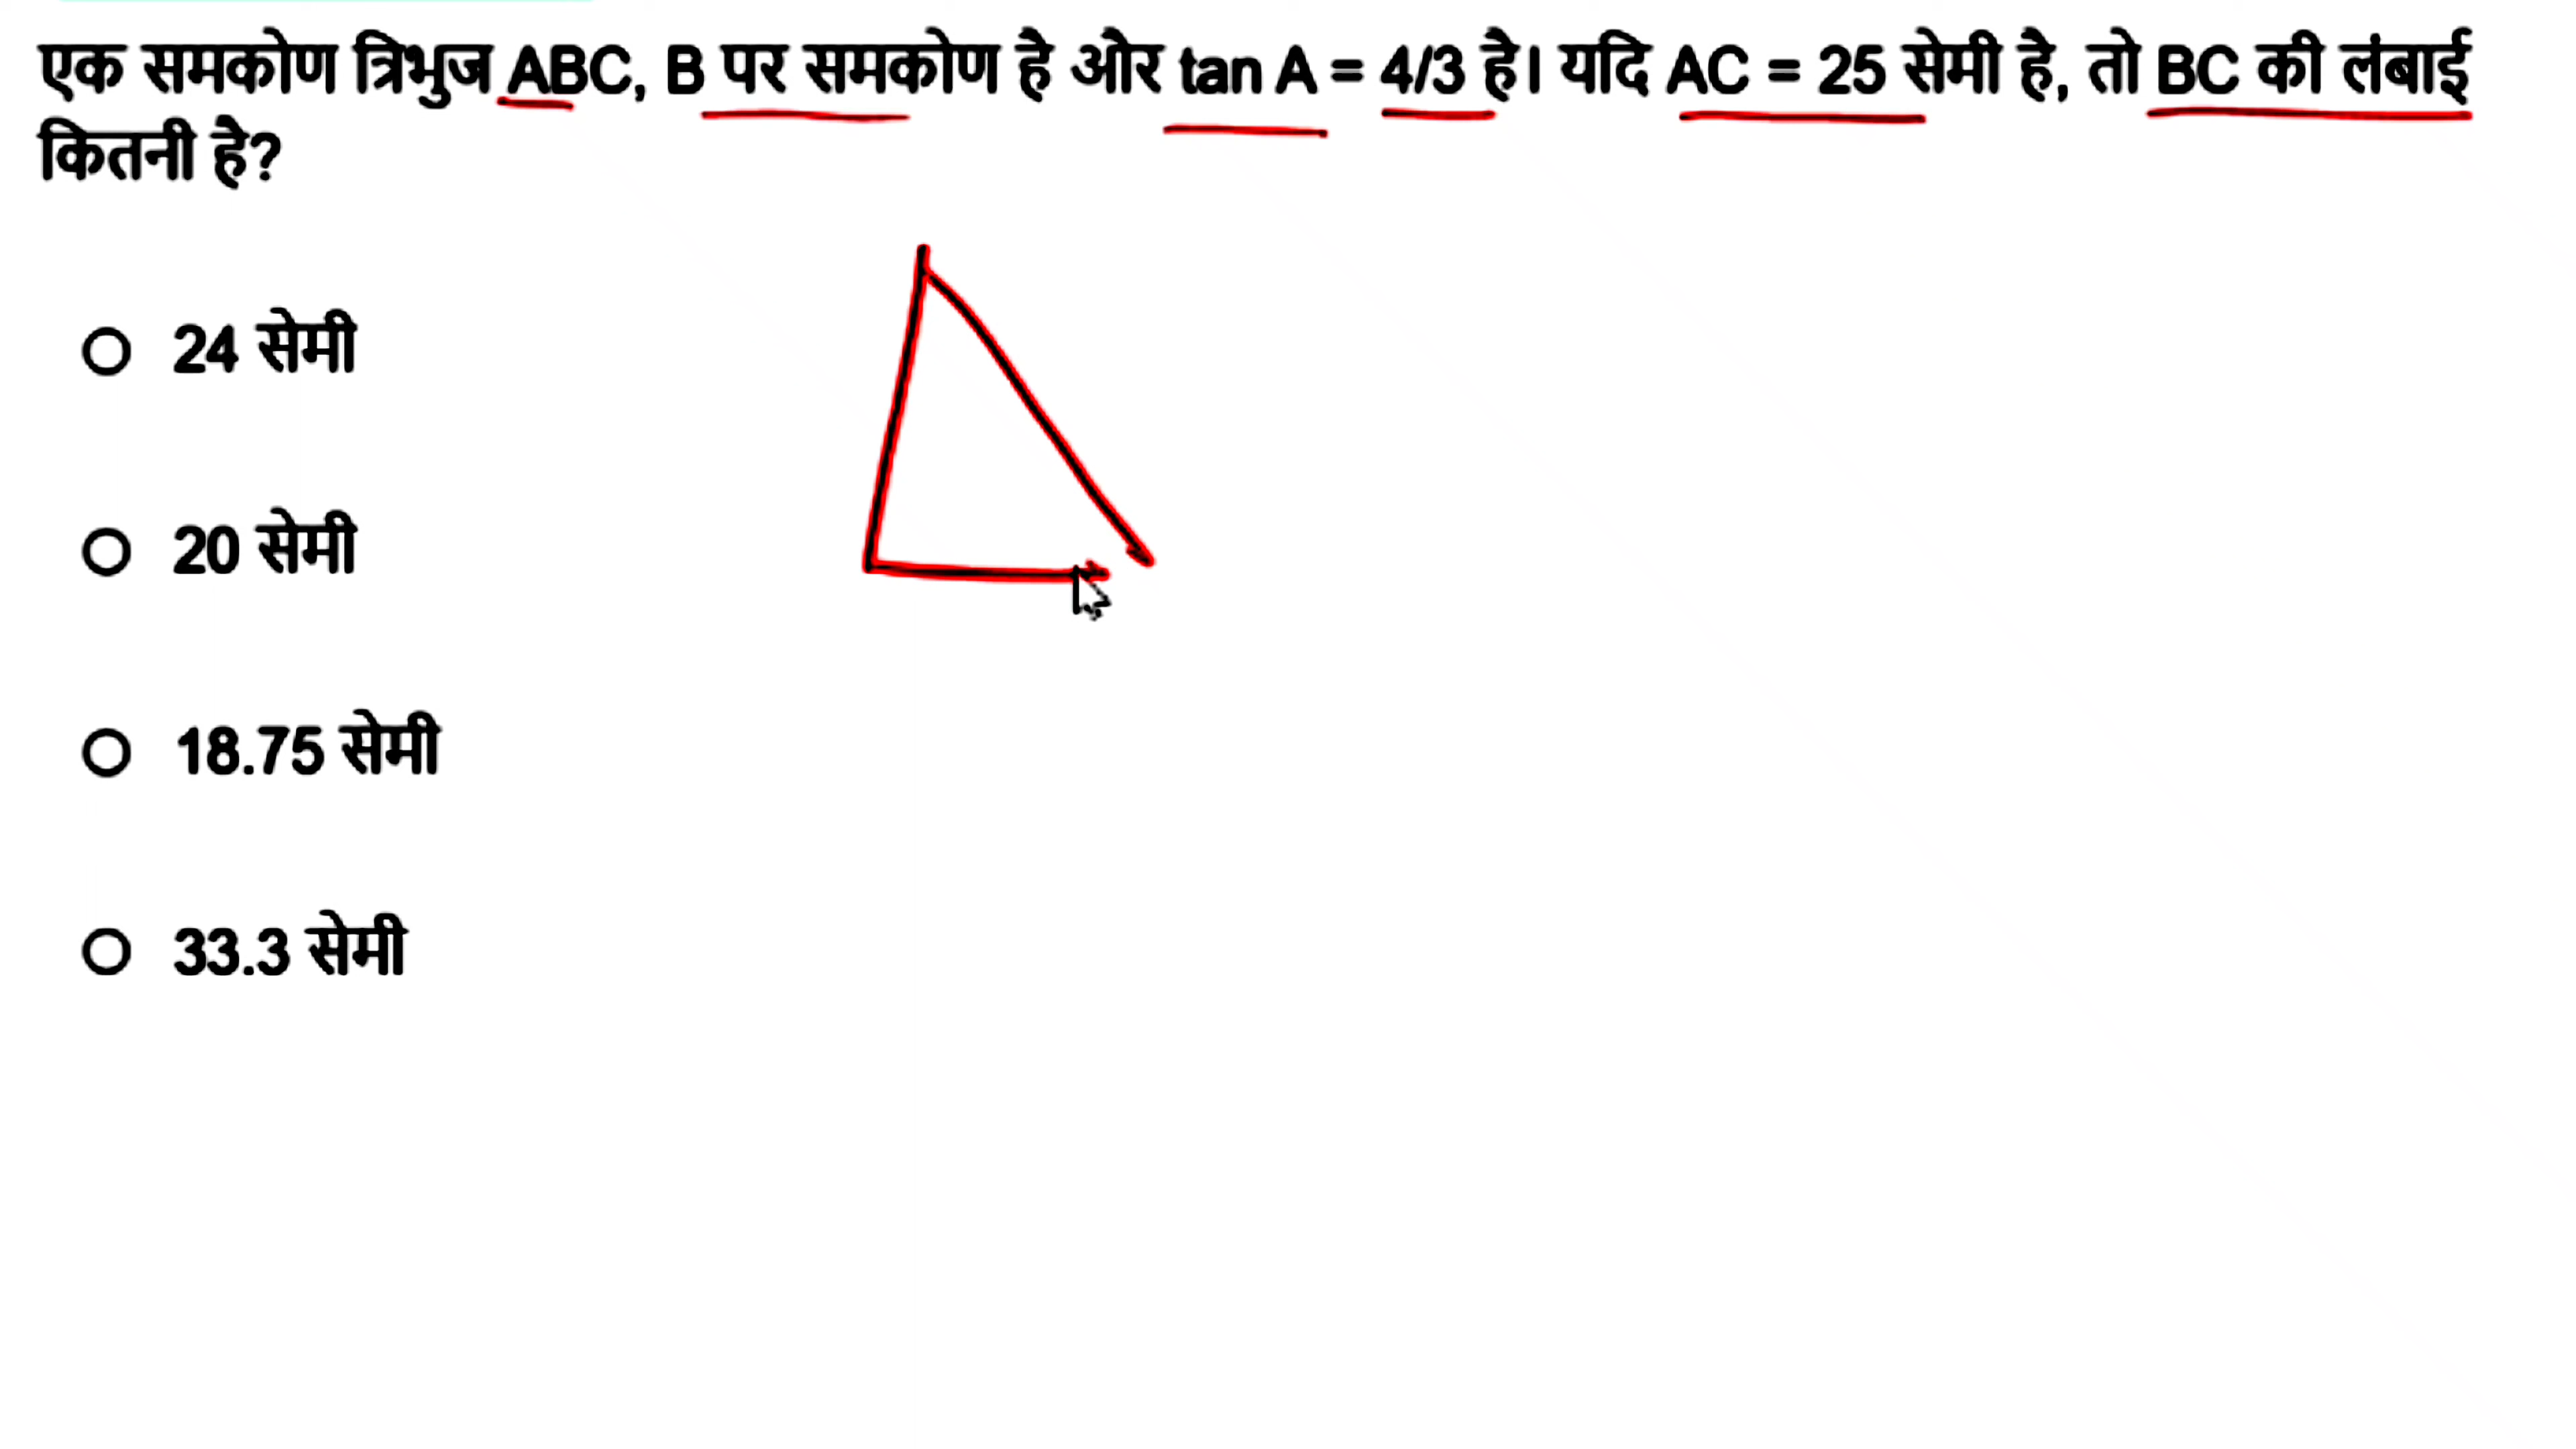 एक समकोण त्रिभुज ABC, B पर समकोण है और tan A = 4/3 है। यदि AC = 25 सेमी है, तो BC की लंबाई
कितनी है?
24 सेमी
20 सेमी
18.75 सेमी
33.3 सेमी